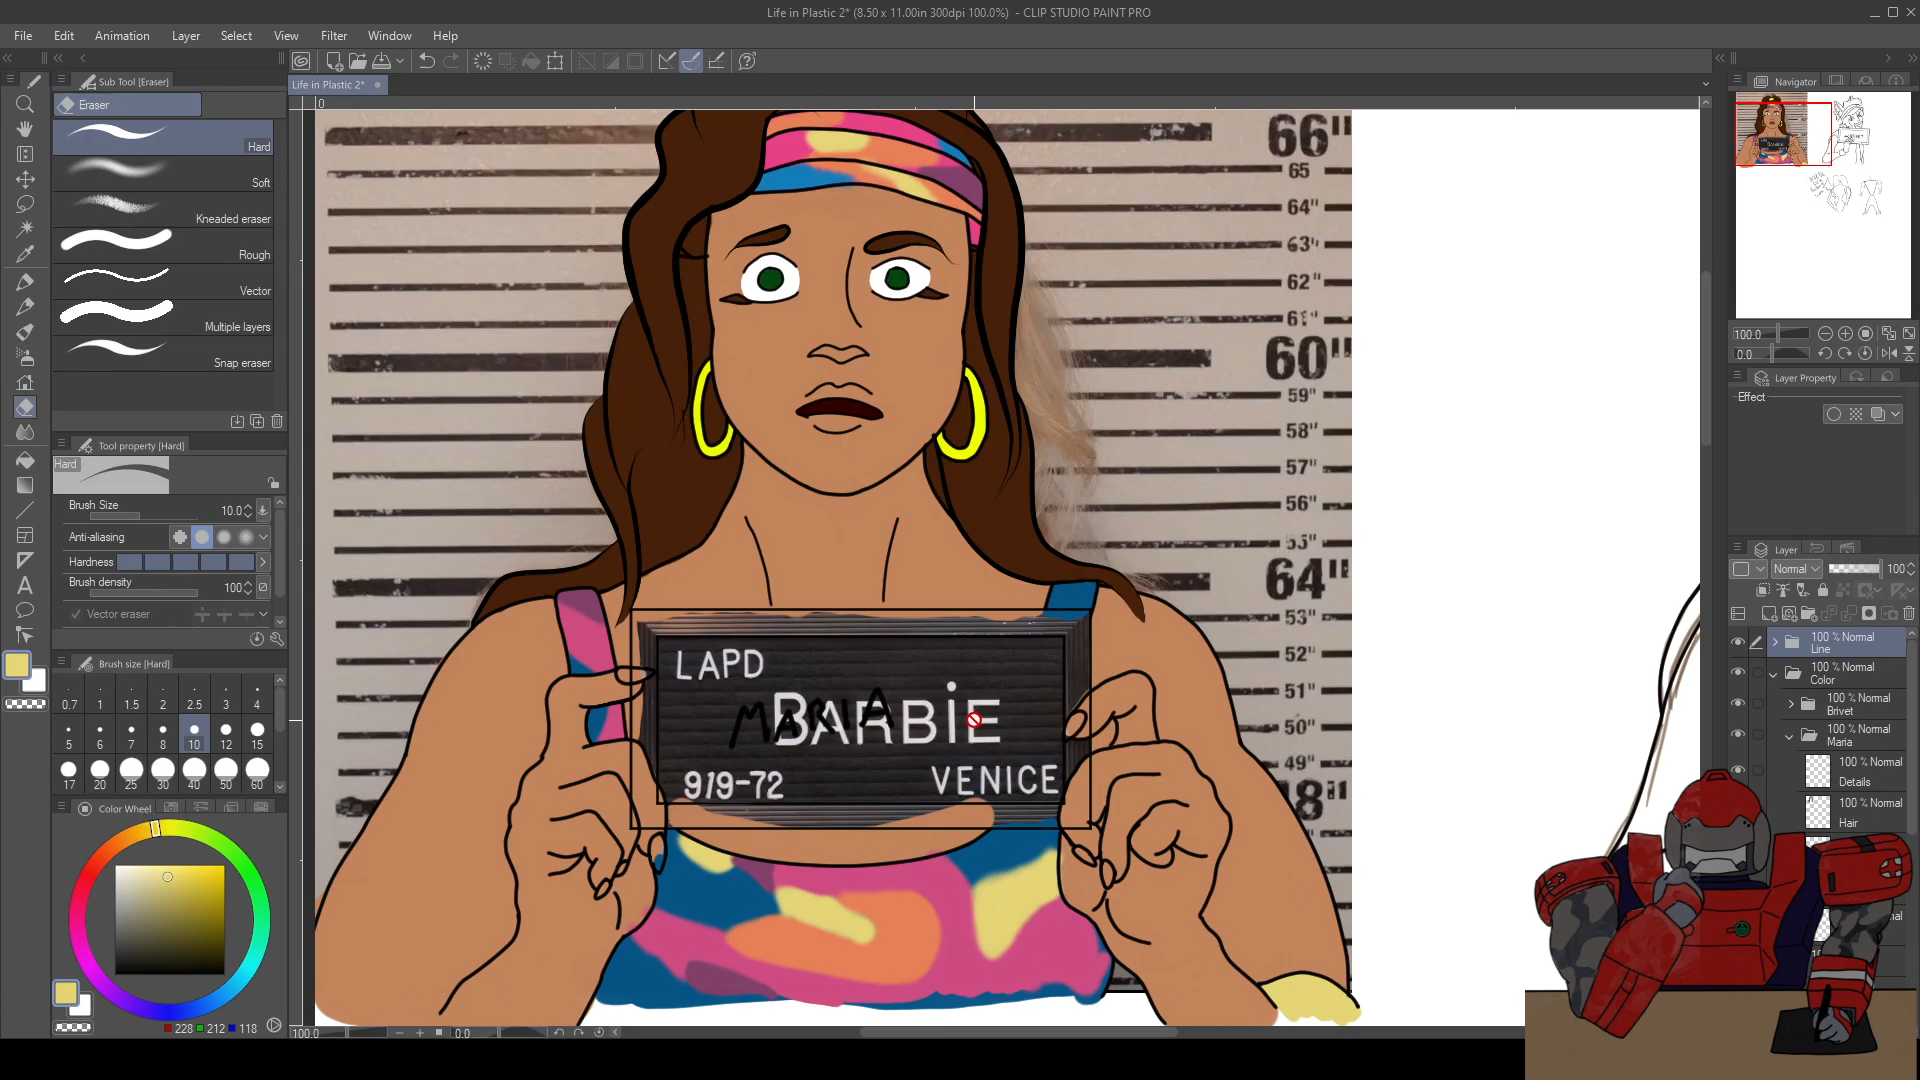 Life in Plastic 2* (8.50 x 11.00in 300dpi 100.0%) - CLIP STUDIO PAINT PRO
File Edit Animation Layer Select View Filter Window Help
Sub Tool [Eraser]
Eraser
Hard
Soft
Kneaded eraser
Rough
Vector
Multiple layers
Snap eraser
Tool property [Hard]
Hard
Brush Size 10.0
Anti-aliasing
Hardness
Brush density 100
Vector eraser
Brush size [Hard]
0.7 1 1.5 2 2.5 3 4
5 6 7 8 10 12 15
17 20 25 30 40 50 60
Color Wheel
228 212 118
Life in Plastic 2*
0
66"
65
64"
63"
62"
61"
60"
59"
58"
57"
56"
55"
64"
53"
52"
51"
50"
49"
48"
LAPD
MARIA
BARBiE
919-72 VENICE
100.0 0.0
Navigator
100.0
0.0
Layer Property
Effect
Layer
Normal 100
100 % Normal
Line
100 % Normal
Color
100 % Normal
Brivet
100 % Normal
Maria
100 % Normal
Details
100 % Normal
Hair